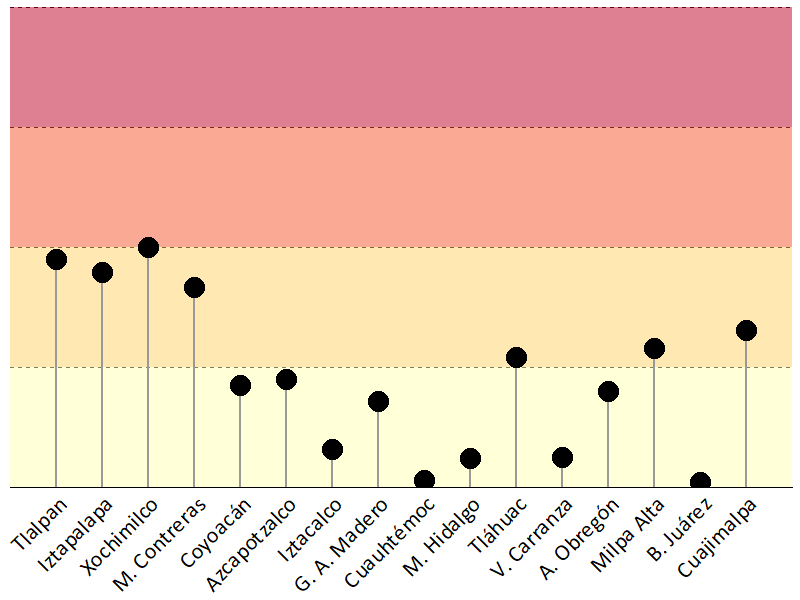 Tlalpan
Iztapalapa
Xochimilco
M. Contreras
Coyoacán
Azcapotzalco
Iztacalco
G. A. Madero
Cuauhtémoc
M. Hidalgo
Tláhuac
V. Carranza
A. Obregón
Milpa Alta
B. Juárez
Cuajimalpa